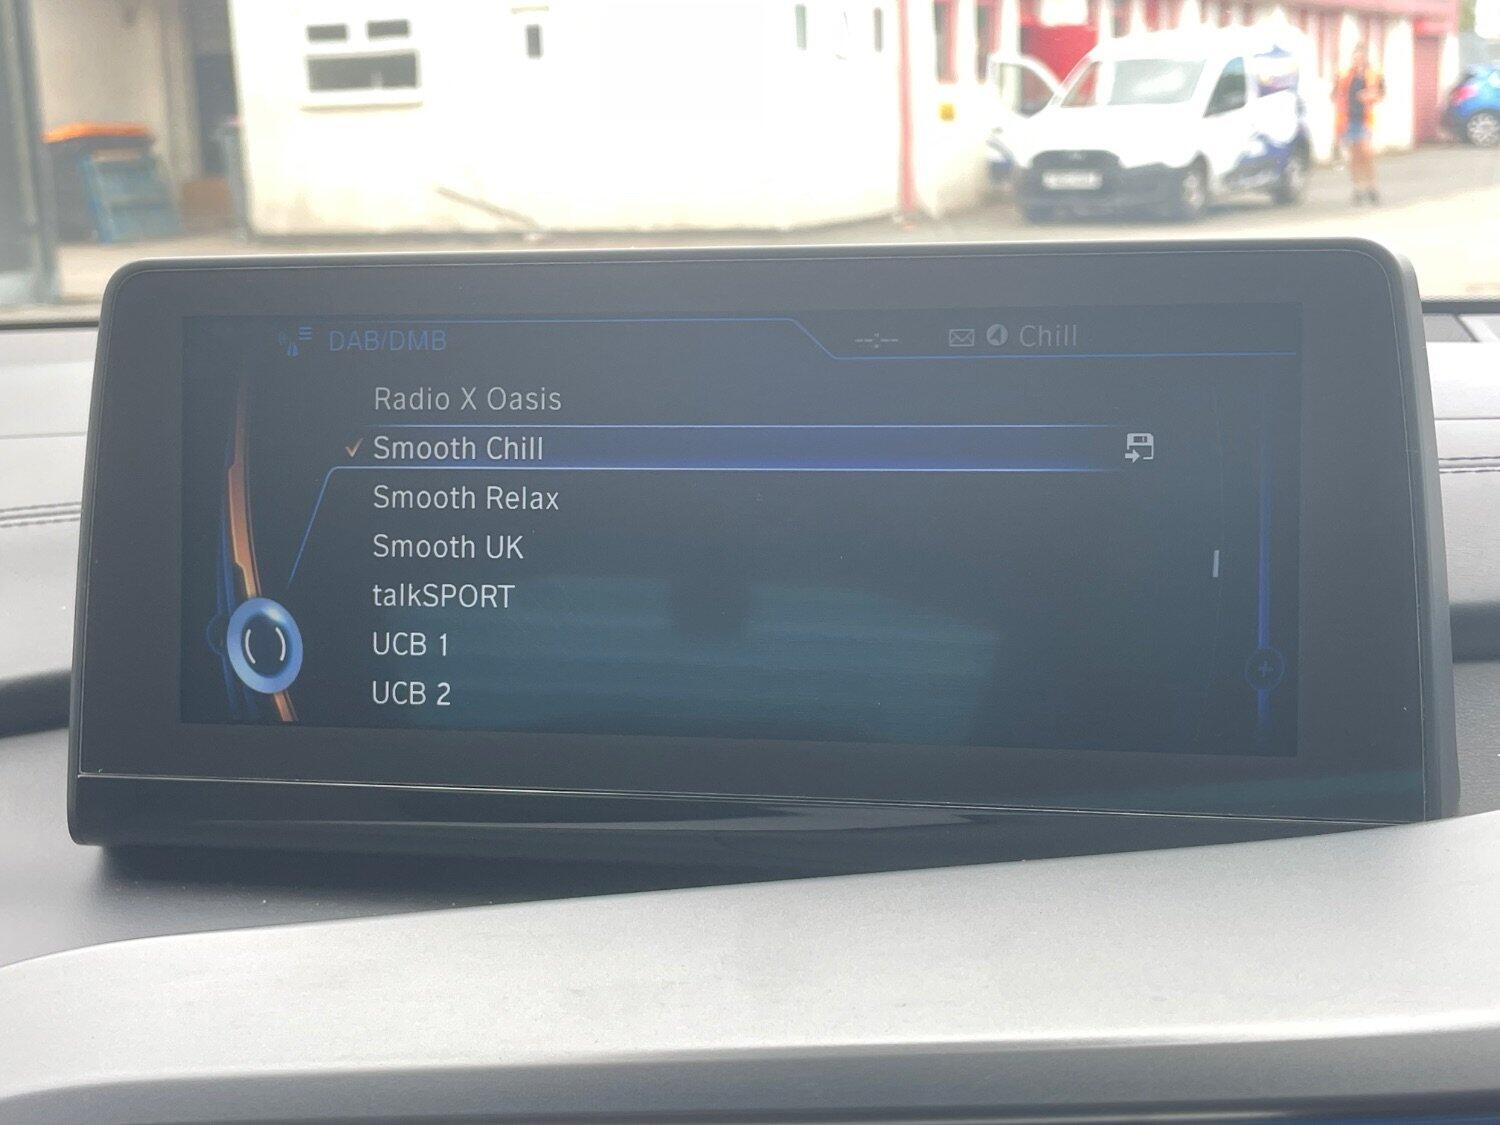 DAB/DMB
--:-- Chill
Radio X Oasis
Smooth Chill
Smooth Relax
Smooth UK
talkSPORT
UCB 1
UCB 2